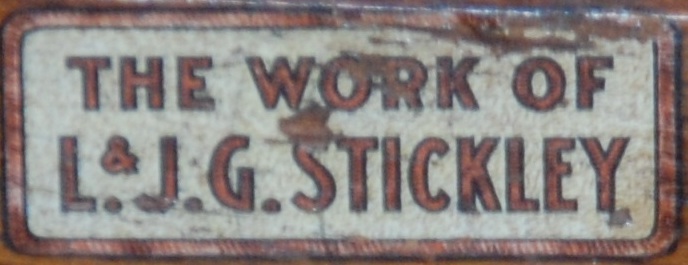 THE WORK OF
L. & J. G. STICKLEY